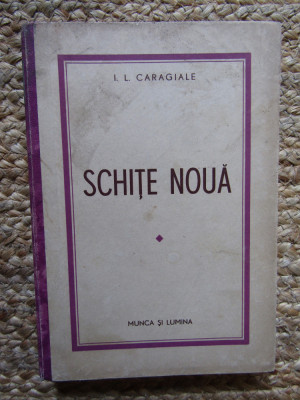 I. L. CARAGIALE
SCHIȚE NOUĂ
MUNCA ȘI LUMINA